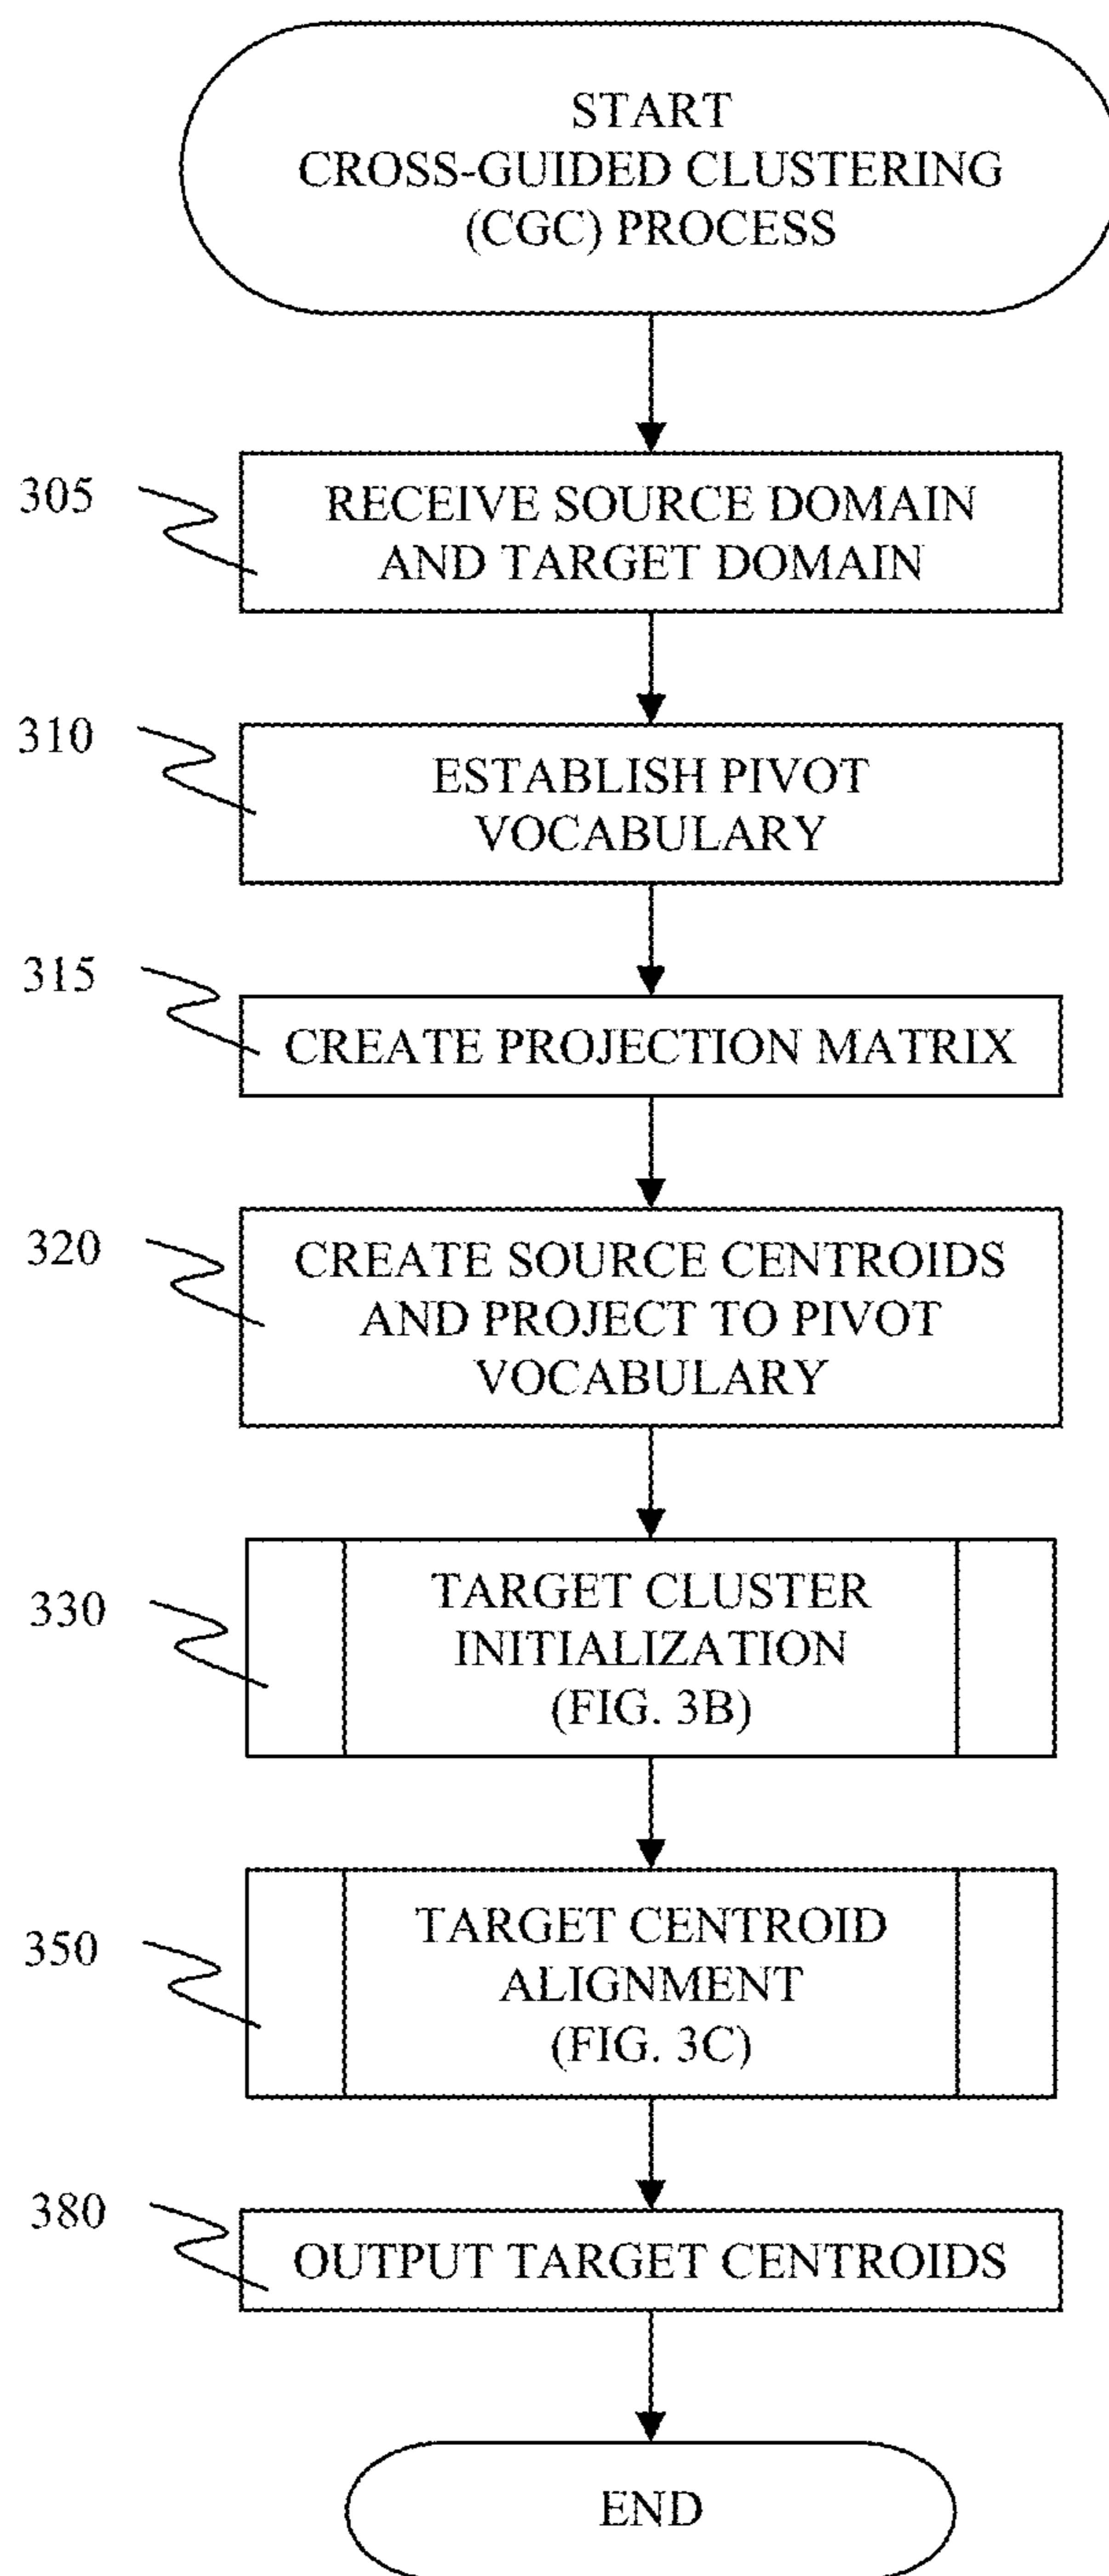 START
CROSS-GUIDED CLUSTERING
(CGC) PROCESS
305
RECEIVE SOURCE DOMAIN
AND TARGET DOMAIN
310
ESTABLISH PIVOT
VOCABULARY
315
CREATE PROJECTION MATRIX
320
CREATE SOURCE CENTROIDS
AND PROJECT TO PIVOT
VOCABULARY
330
TARGET CLUSTER
INITIALIZATION
(FIG. 3B)
350
TARGET CENTROID
ALIGNMENT
(FIG. 3C)
380
OUTPUT TARGET CENTROIDS
END